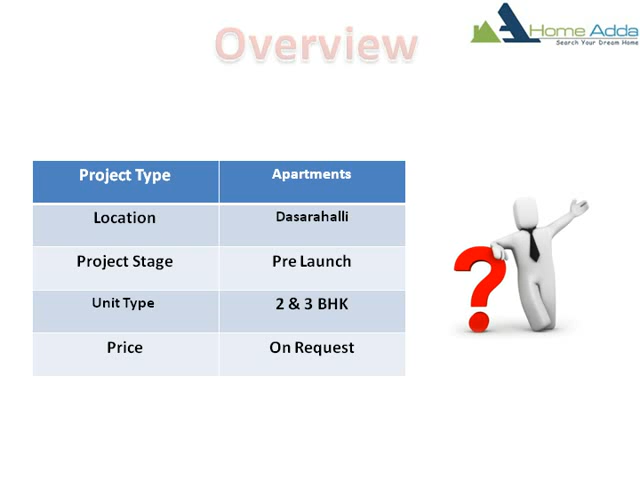 Overview
Home Adda
Search Your Dream Home
Project Type Apartments
Location Dasarahalli
Project Stage Pre Launch
Unit Type 2 & 3 BHK
Price On Request